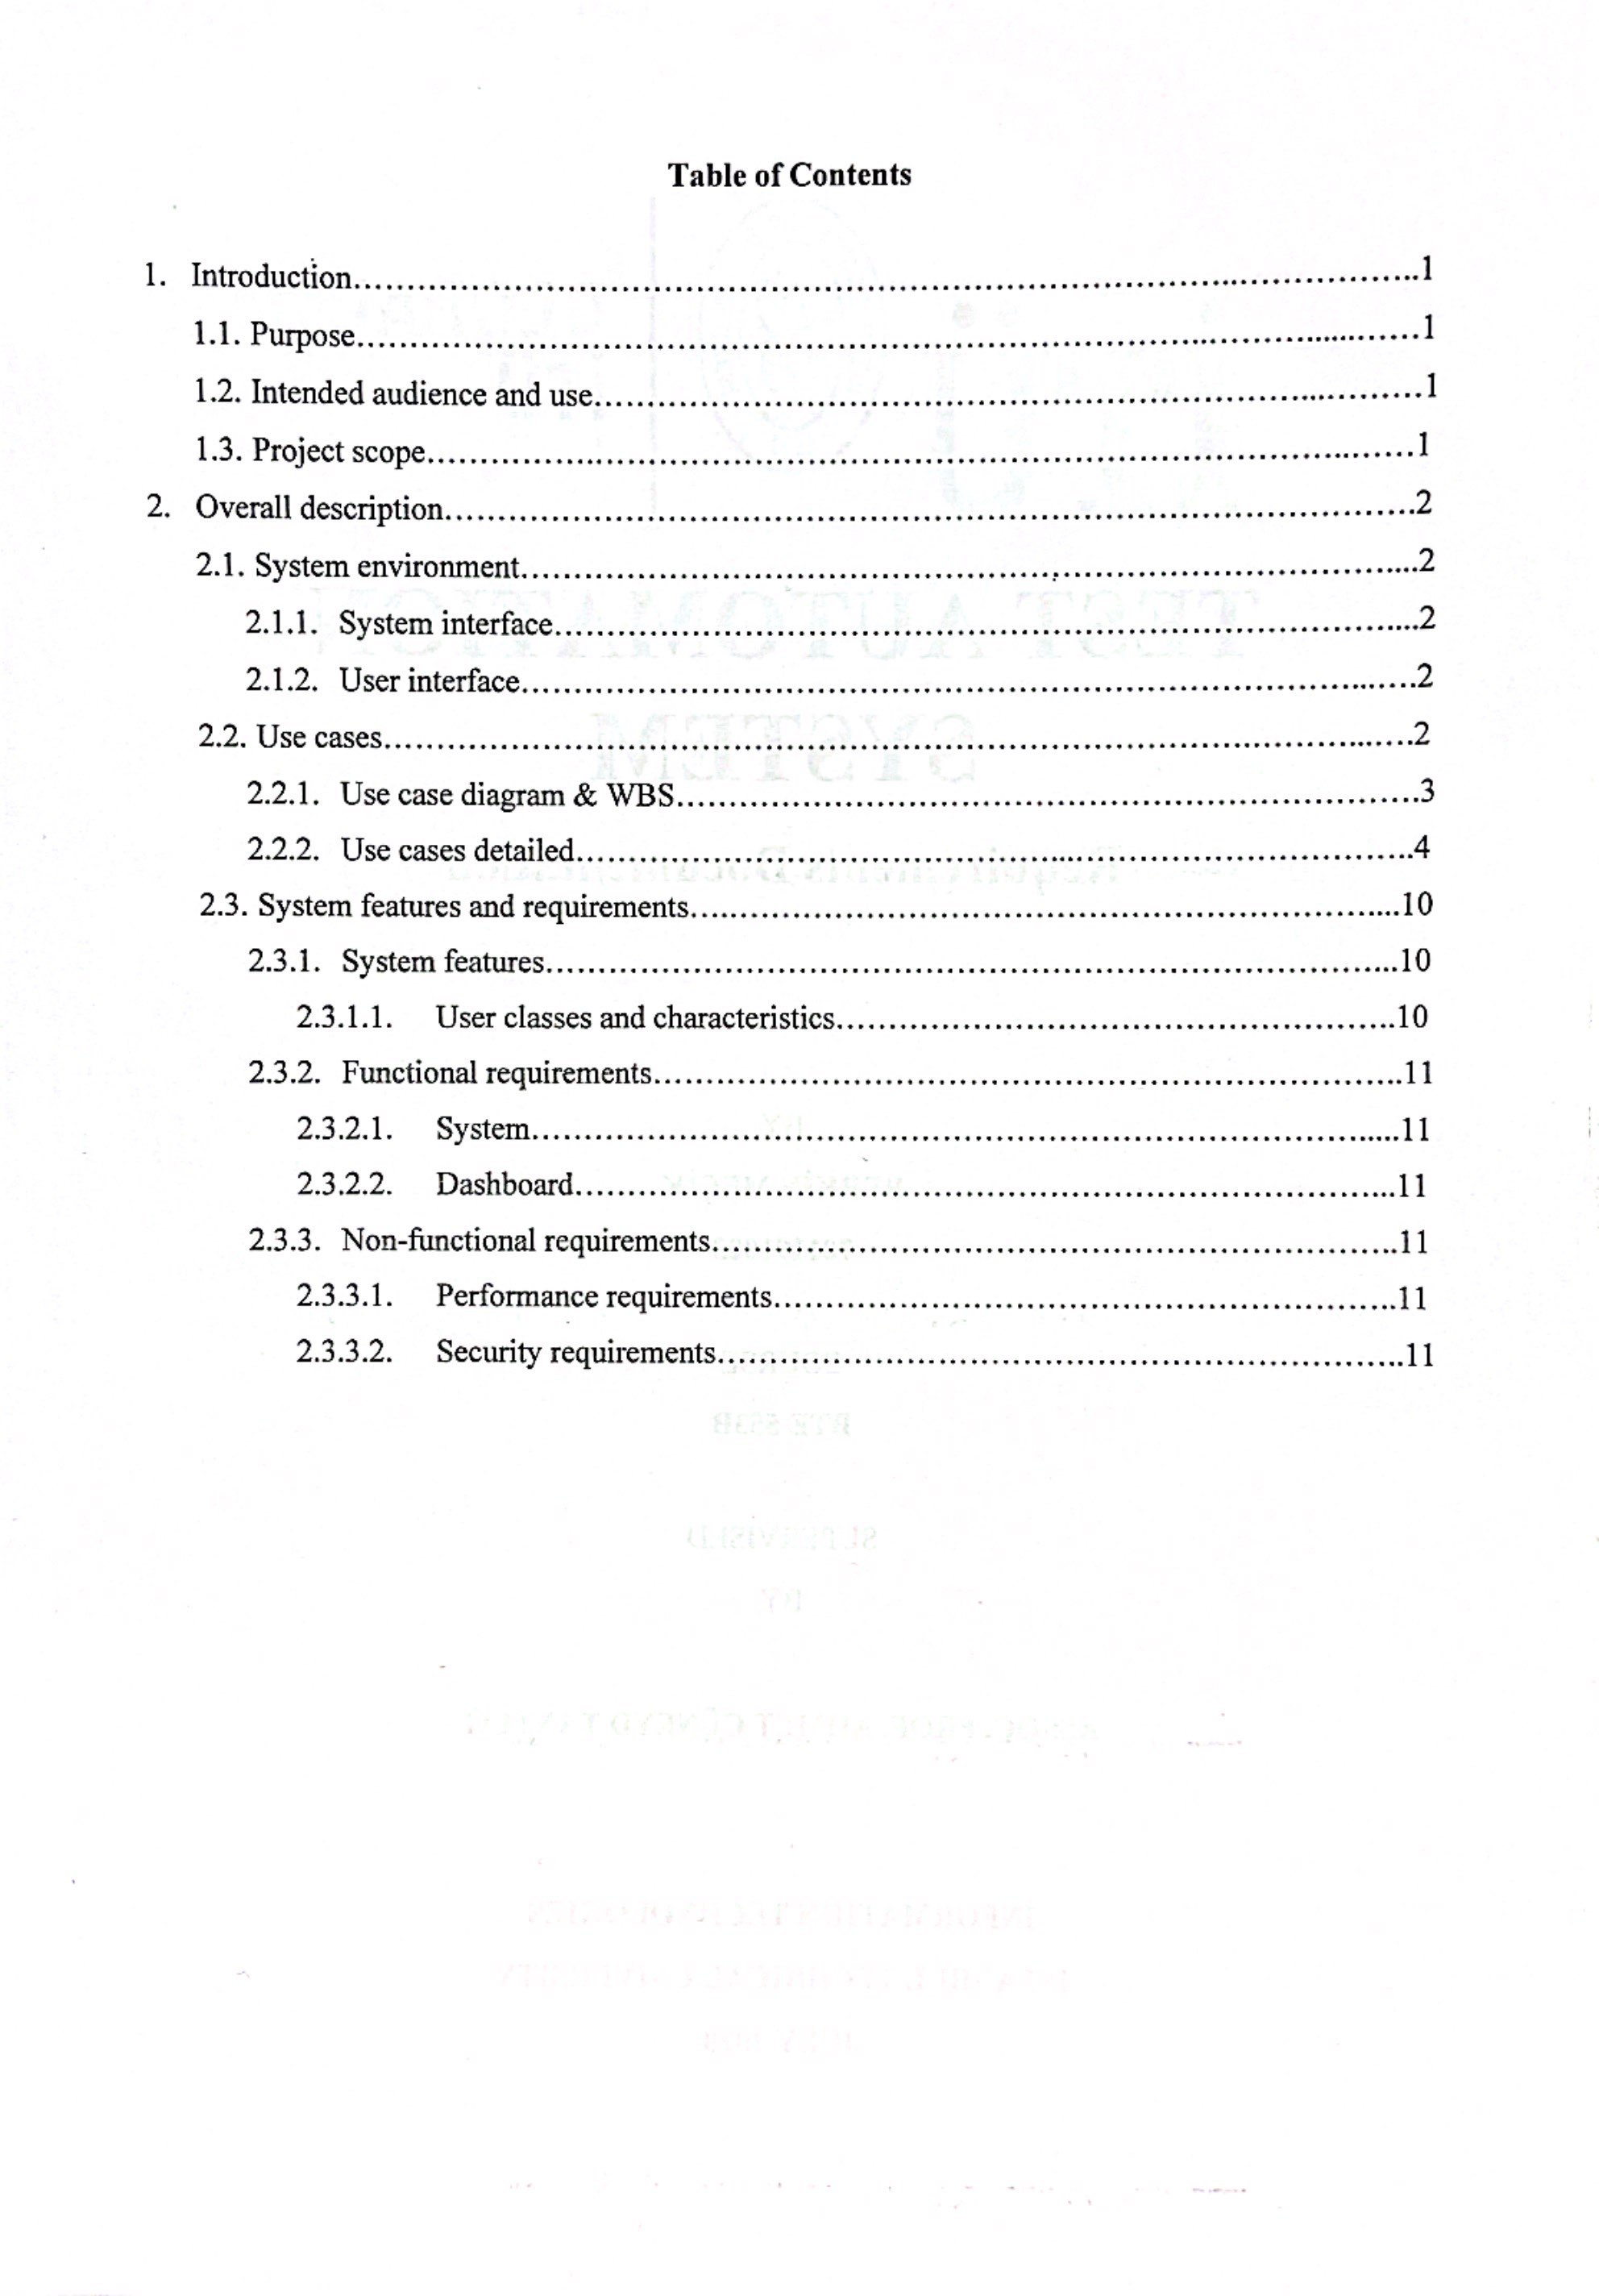 Table of Contents
1. Introduction.....1
1.1. Purpose.....1
1.2. Intended audience and use.....1
1.3. Project scope.....1
2. Overall description.....2
2.1. System environment.....2
2.1.1. System interface.....2
2.1.2. User interface.....2
2.2. Use cases.....2
2.2.1. Use case diagram & WBS.....3
2.2.2. Use cases detailed.....4
2.3. System features and requirements.....10
2.3.1. System features.....10
2.3.1.1. User classes and characteristics.....10
2.3.2. Functional requirements.....11
2.3.2.1. System.....11
2.3.2.2. Dashboard.....11
2.3.3. Non-functional requirements.....11
2.3.3.1. Performance requirements.....11
2.3.3.2. Security requirements.....11